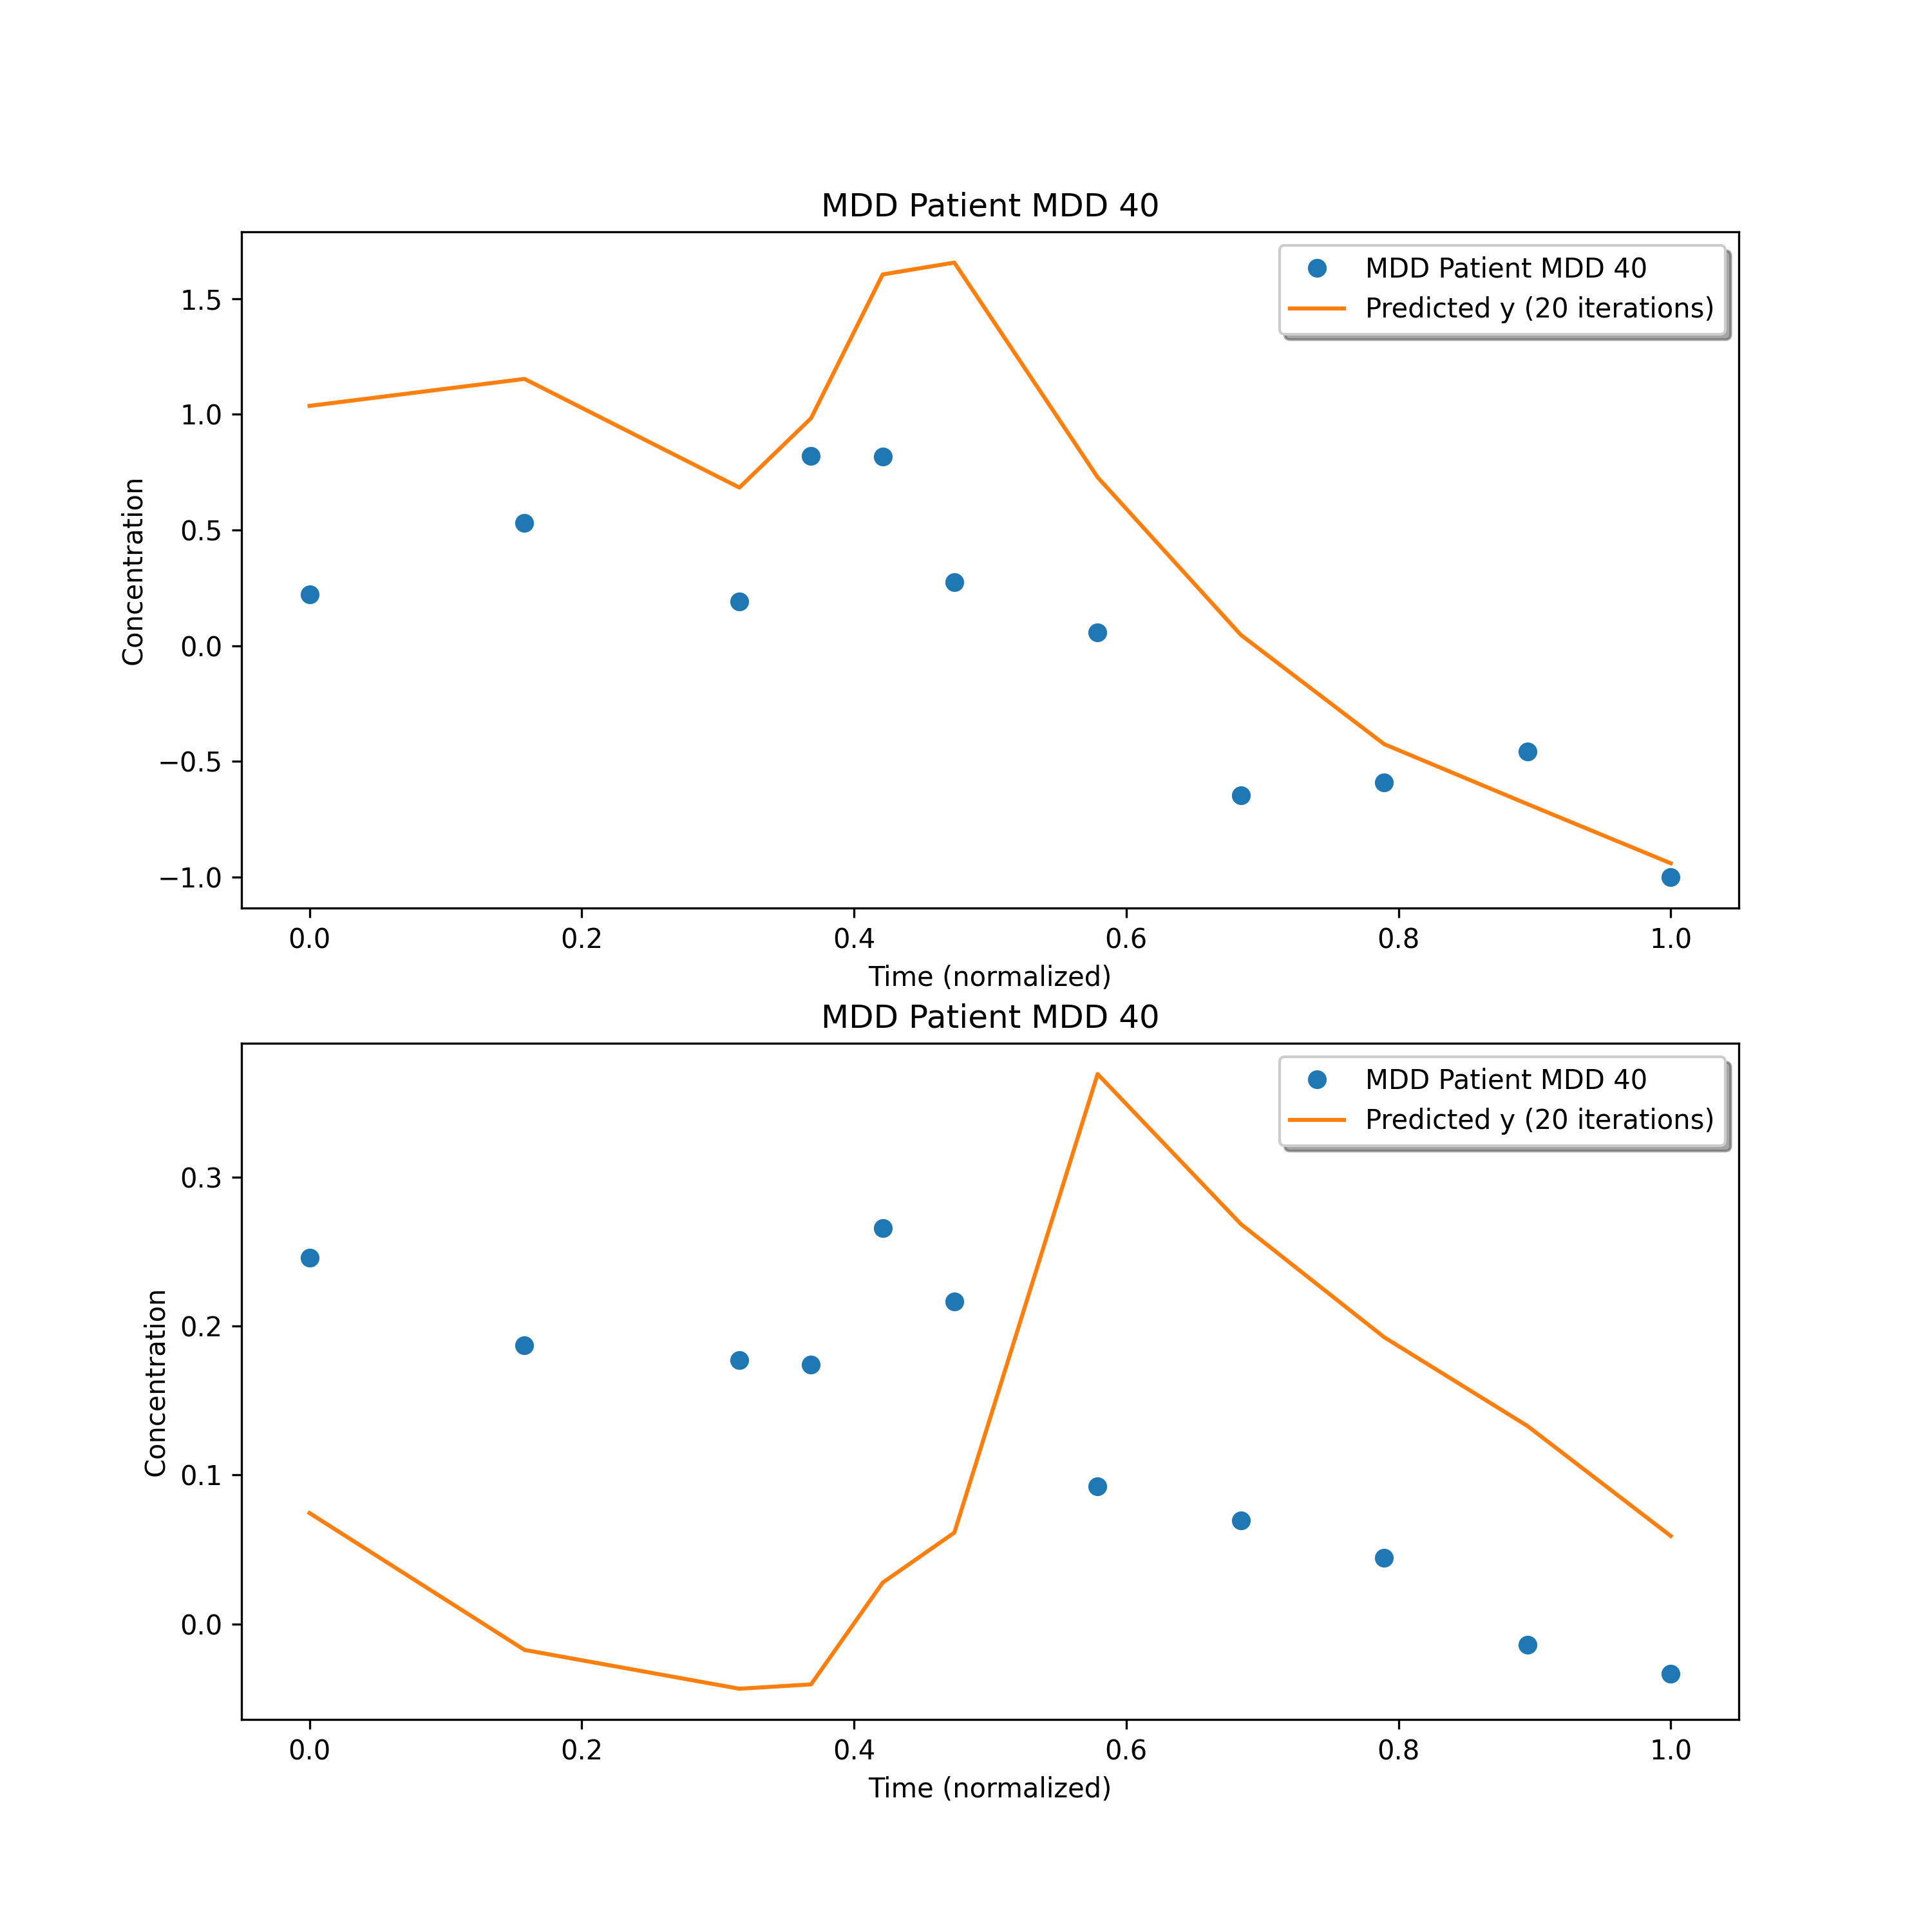 MDD Patient MDD 40
MDD Patient MDD 40
Predicted y (20 iterations)
Concentration
1.5
1.0
0.5
0.0
−0.5
−1.0
0.0 0.2 0.4 0.6 0.8 1.0
Time (normalized)
MDD Patient MDD 40
MDD Patient MDD 40
Predicted y (20 iterations)
Concentration
0.3
0.2
0.1
0.0
0.0 0.2 0.4 0.6 0.8 1.0
Time (normalized)